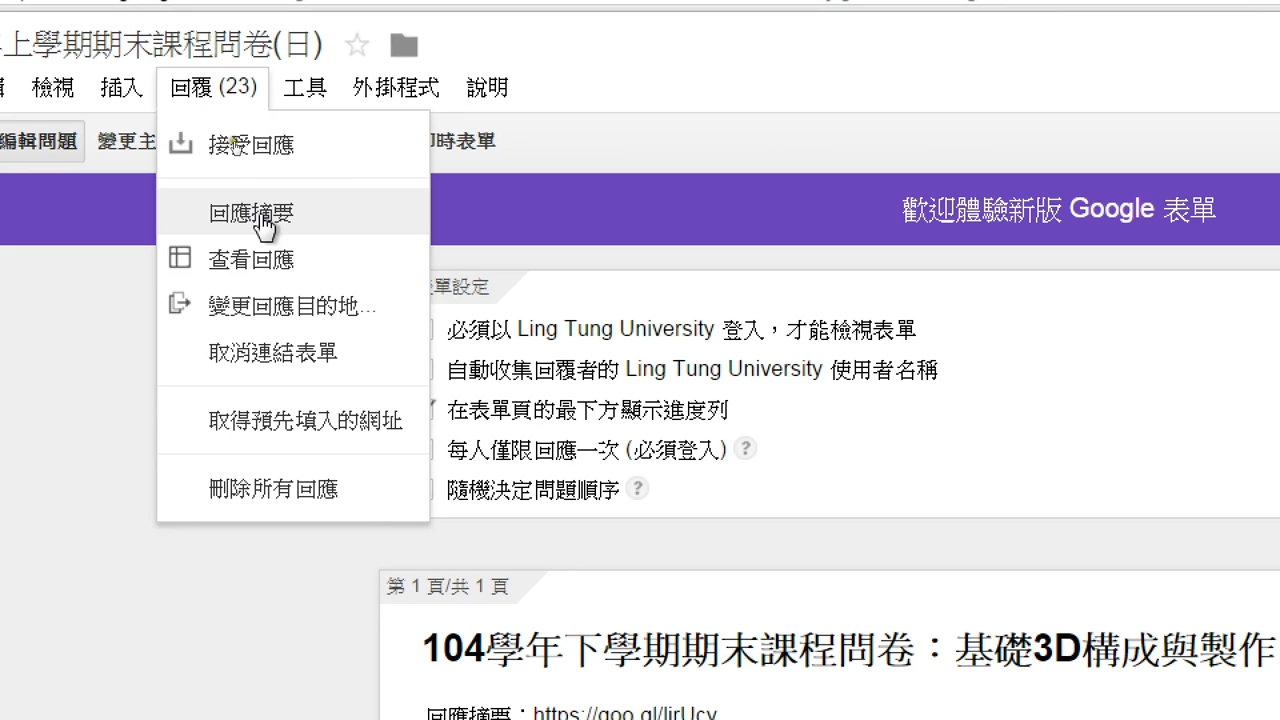 上學期期末課程問卷(日)
檢視 插入 回覆 (23) 工具 外掛程式 說明
編輯問題 變更主 時表單
接受回應
回應摘要
歡迎體驗新版 Google 表單
查看回應
單設定
變更回應目的地...
必須以 Ling Tung University 登入，才能檢視表單
取消連結表單
自動收集回覆者的 Ling Tung University 使用者名稱
在表單頁的最下方顯示進度列
取得預先填入的網址
每人僅限回應一次 (必須登入) ?
刪除所有回應
隨機決定問題順序 ?
第 1 頁/共 1 頁
104學年下學期期末課程問卷：基礎3D構成與製作
回應摘要：